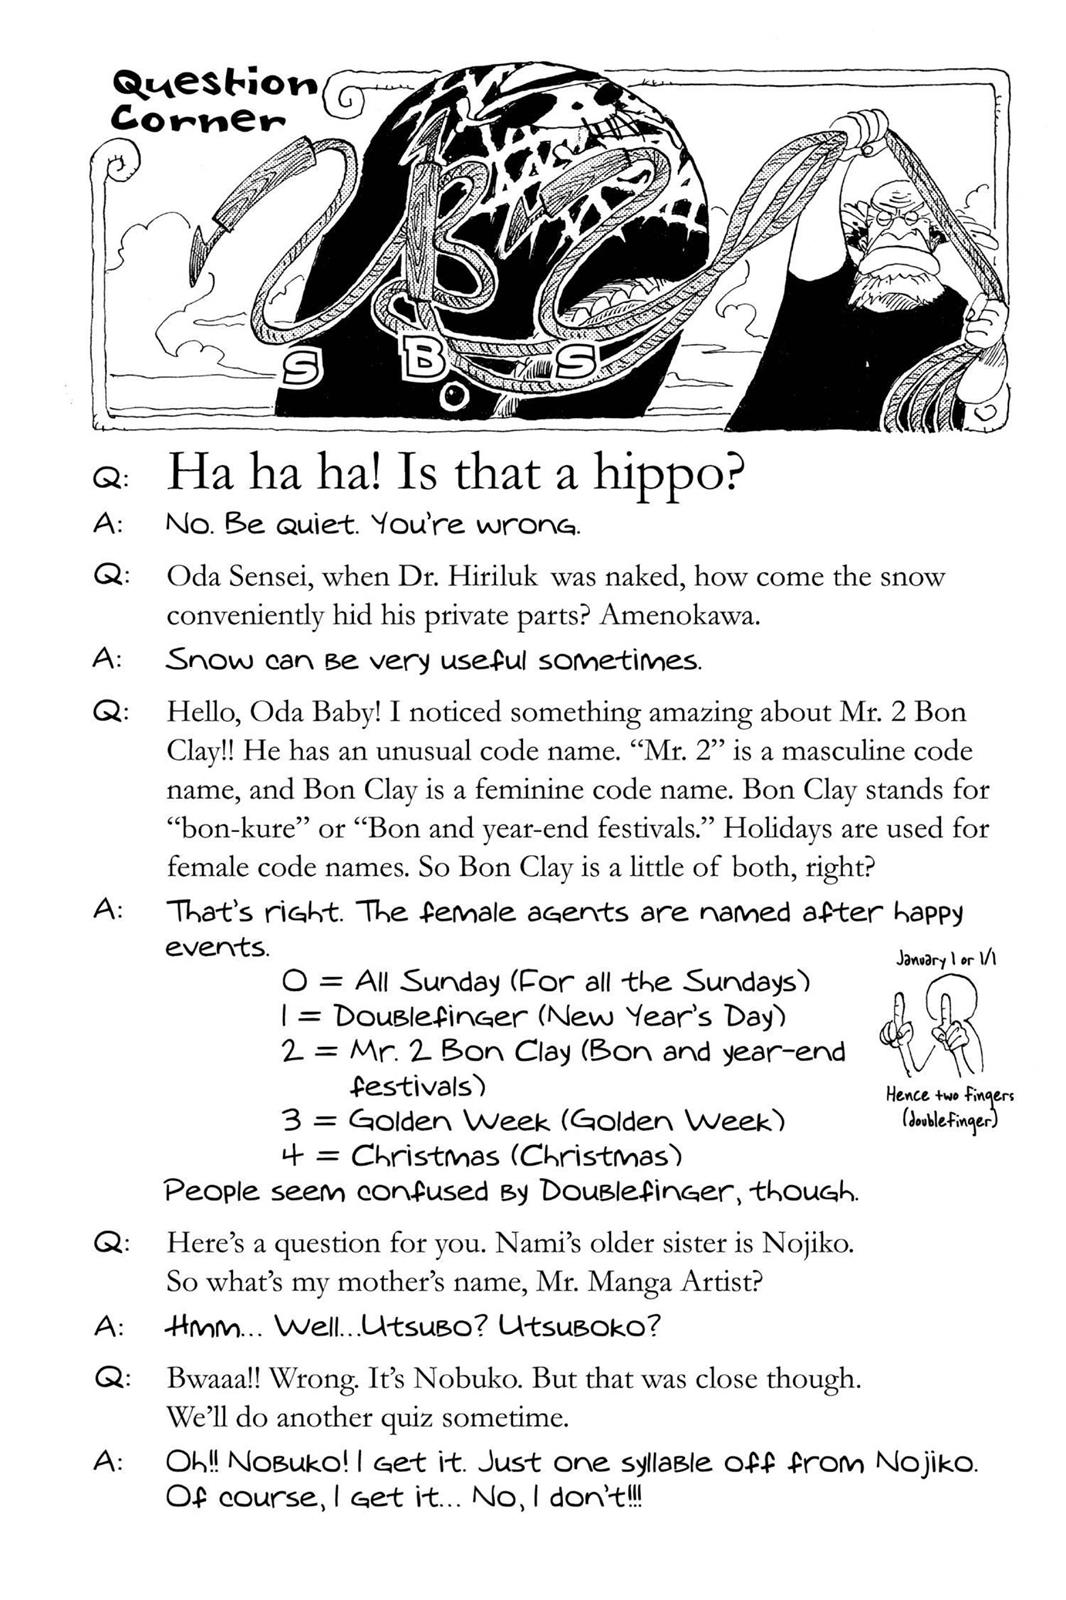 Question
Corner
S B S
Q: Ha ha ha! Is that a hippo?
A: No. Be quiet. You're wrong.
Q: Oda Sensei, when Dr. Hiriluk was naked, how come the snow
conveniently hid his private parts? Amenokawa.
A: Snow can be very useful sometimes.
Q: Hello, Oda Baby! I noticed something amazing about Mr. 2 Bon
Clay!! He has an unusual code name. “Mr. 2” is a masculine code
name, and Bon Clay is a feminine code name. Bon Clay stands for
“bon-kure” or “Bon and year-end festivals.” Holidays are used for
female code names. So Bon Clay is a little of both, right?
A: That's right. The female agents are named after happy
events.
0 = All Sunday (For all the Sundays)
1 = Doublefinger (New Year's Day)
2 = Mr. 2 Bon Clay (Bon and year-end
festivals)
3 = Golden Week (Golden Week)
4 = Christmas (Christmas)
January 1 or 1/1
Hence two fingers
(doublefinger)
People seem confused by Doublefinger, though.
Q: Here’s a question for you. Nami’s older sister is Nojiko.
So what’s my mother’s name, Mr. Manga Artist?
A: Hmm... Well...Utsubo? Utsuboko?
Q: Bwaaa!! Wrong. It’s Nobuko. But that was close though.
We’ll do another quiz sometime.
A: Oh!! Nobuko! I get it. Just one syllable off from Nojiko.
Of course, I get it... No, I don't!!!